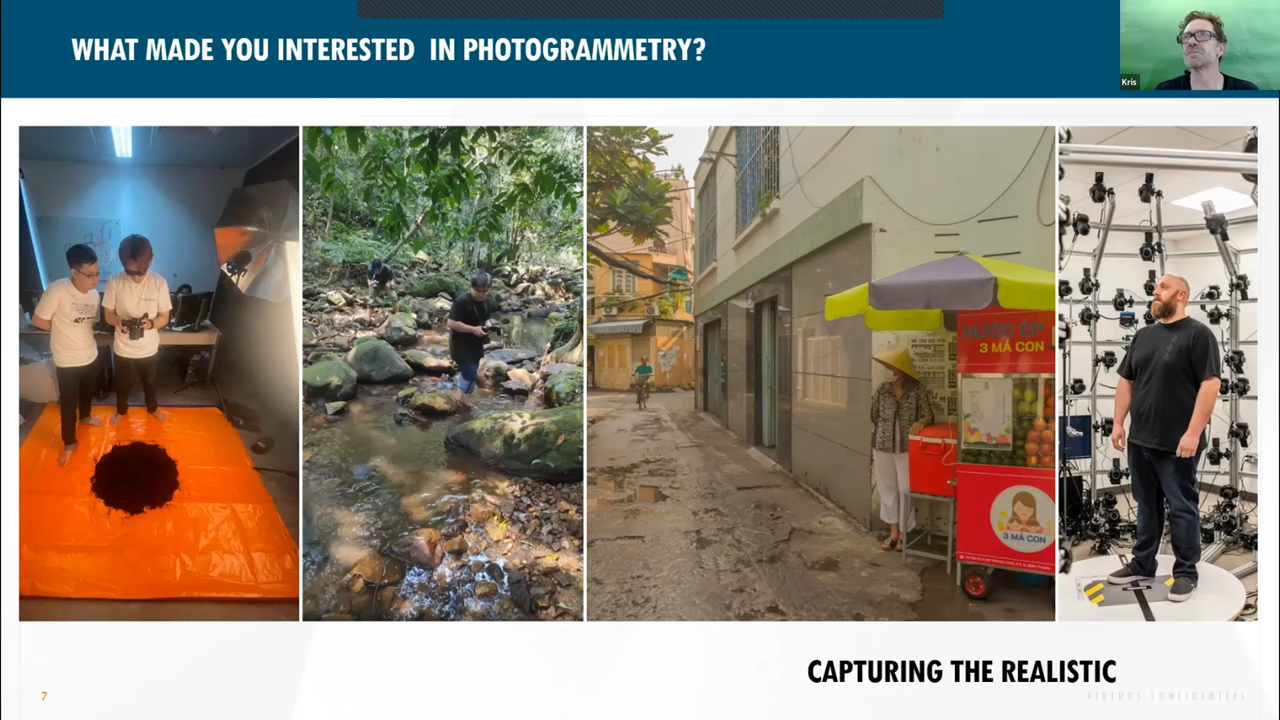 WHAT MADE YOU INTERESTED IN PHOTOGRAMMETRY?
Kris
NƯỚC ÉP
3 MÁ CON
3 MÁ CON
CAPTURING THE REALISTIC
7
VIRTUOS CONFIDENTIAL